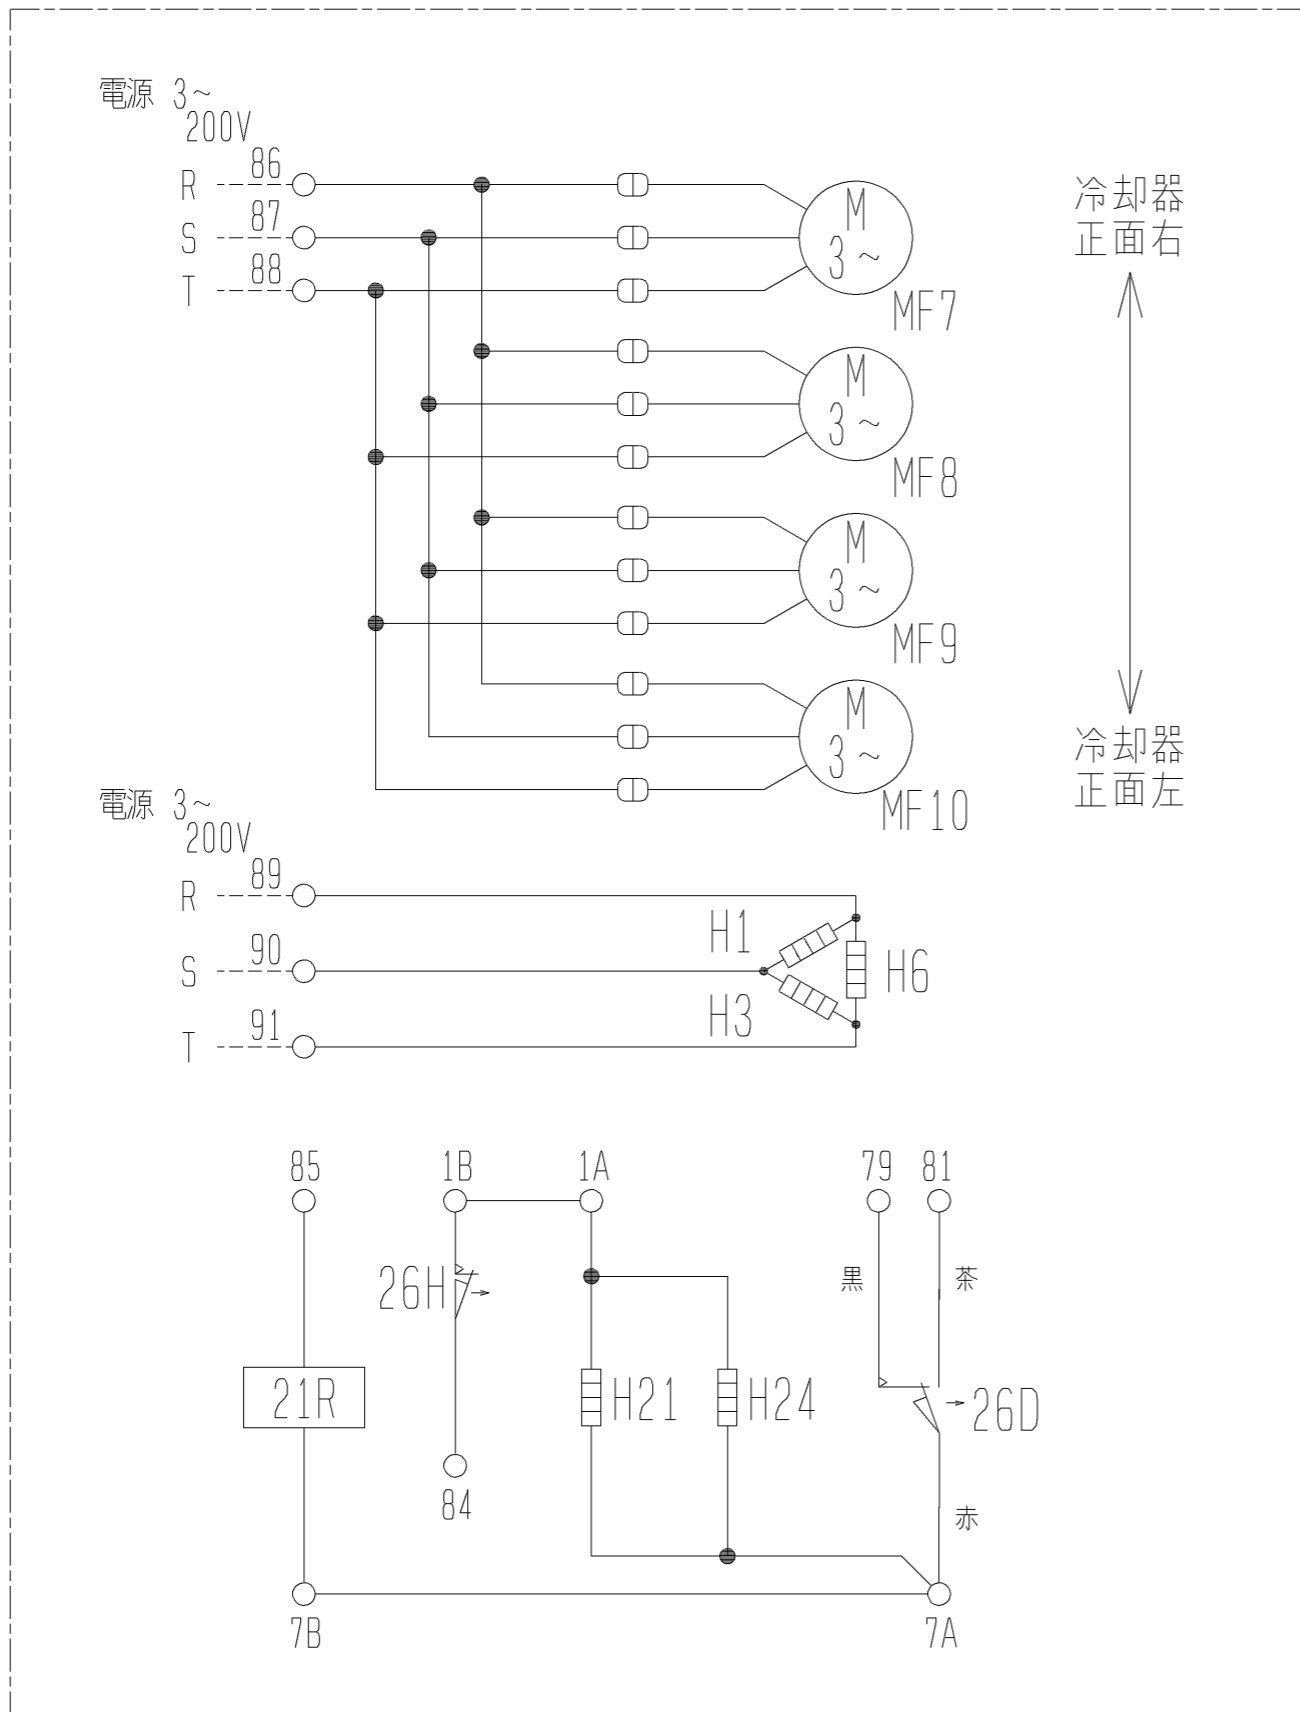 電源 3~
200V
R 86
S 87
T 88
M
3~
MF7
M
3~
MF8
M
3~
MF9
M
3~
MF10
冷却器
正面右
冷却器
正面左
電源 3~
200V
R 89
S 90
T 91
H1
H6
H3
85
1B
1A
79
81
26H
黒
茶
21R
H21
H24
26D
84
赤
7B
7A